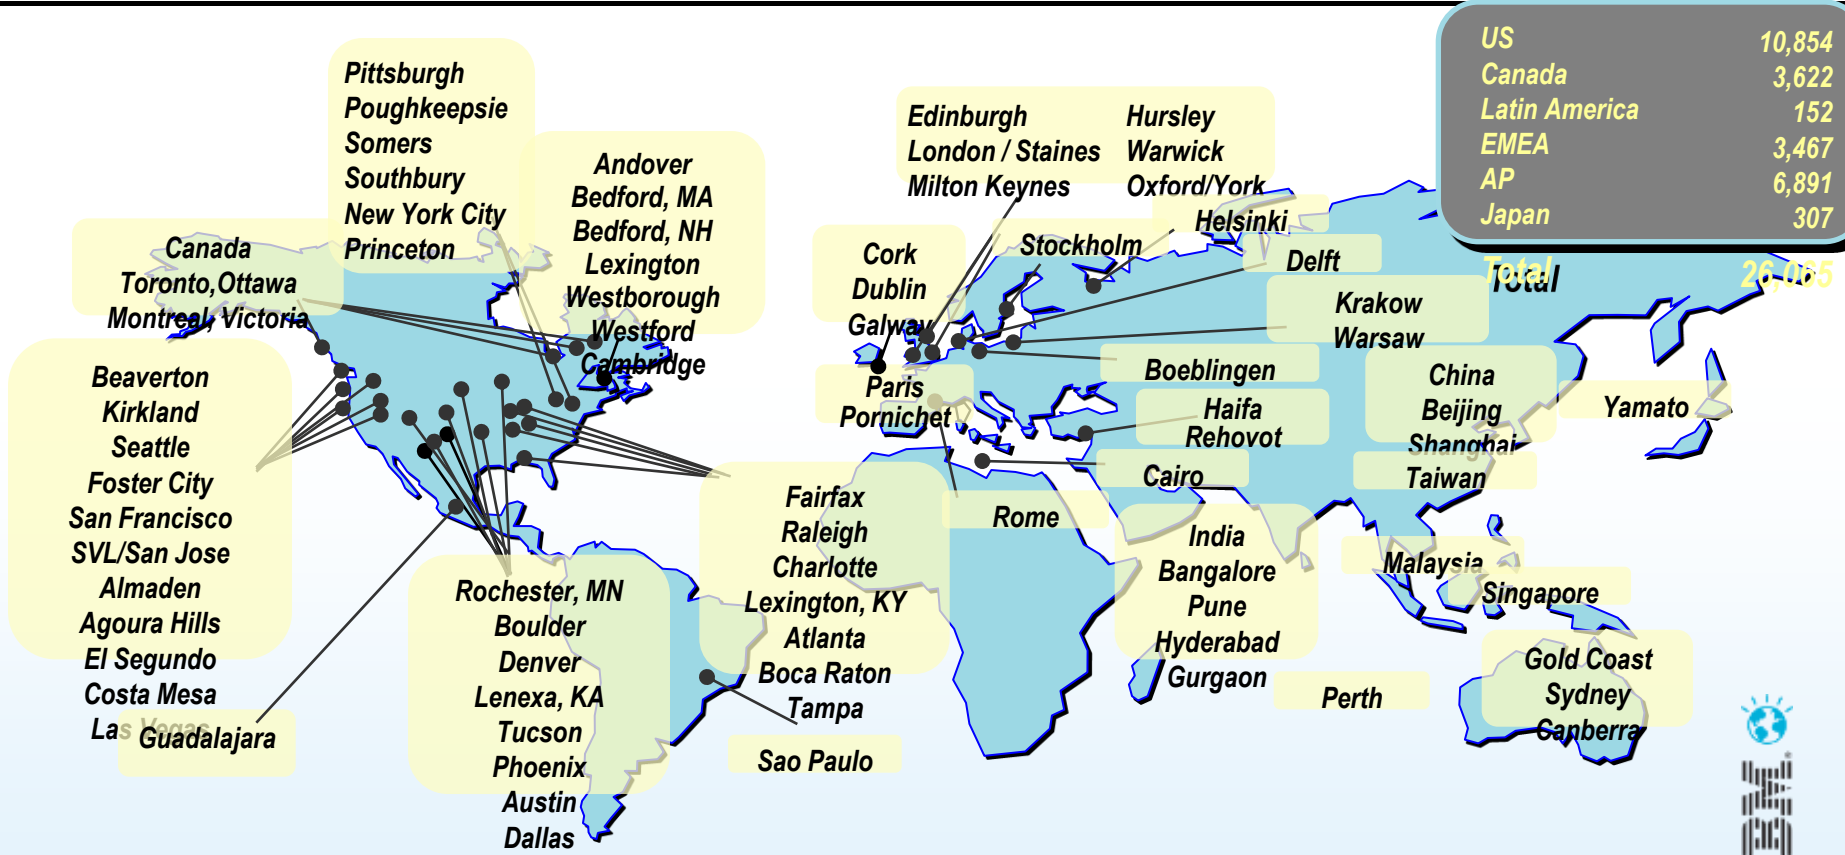 US 10,854
Canada 3,622
Latin America 152
EMEA 3,467
AP 6,891
Japan 307
Total 26,065
Total
Pittsburgh
Poughkeepsie
Somers
Southbury
New York City
Princeton
Andover
Bedford, MA
Bedford, NH
Lexington
Westborough
Westford
Cambridge
Canada
Toronto,Ottawa
Montreal, Victoria
Beaverton
Kirkland
Seattle
Foster City
San Francisco
SVL/San Jose
Almaden
Agoura Hills
El Segundo
Costa Mesa
Las Vegas
Guadalajara
Rochester, MN
Boulder
Denver
Lenexa, KA
Tucson
Phoenix
Austin
Dallas
Fairfax
Raleigh
Charlotte
Lexington, KY
Atlanta
Boca Raton
Tampa
Sao Paulo
Edinburgh Hursley
London / Staines Warwick
Milton Keynes Oxford/York
Cork
Dublin
Galway
Stockholm
Helsinki
Delft
Krakow
Warsaw
Boeblingen
Paris
Pornichet
Haifa
Rehovot
Cairo
Rome
China
Beijing
Shanghai
Yamato
Taiwan
India
Bangalore
Pune
Hyderabad
Gurgaon
Malaysia
Singapore
Perth
Gold Coast
Sydney
Canberra
IBM